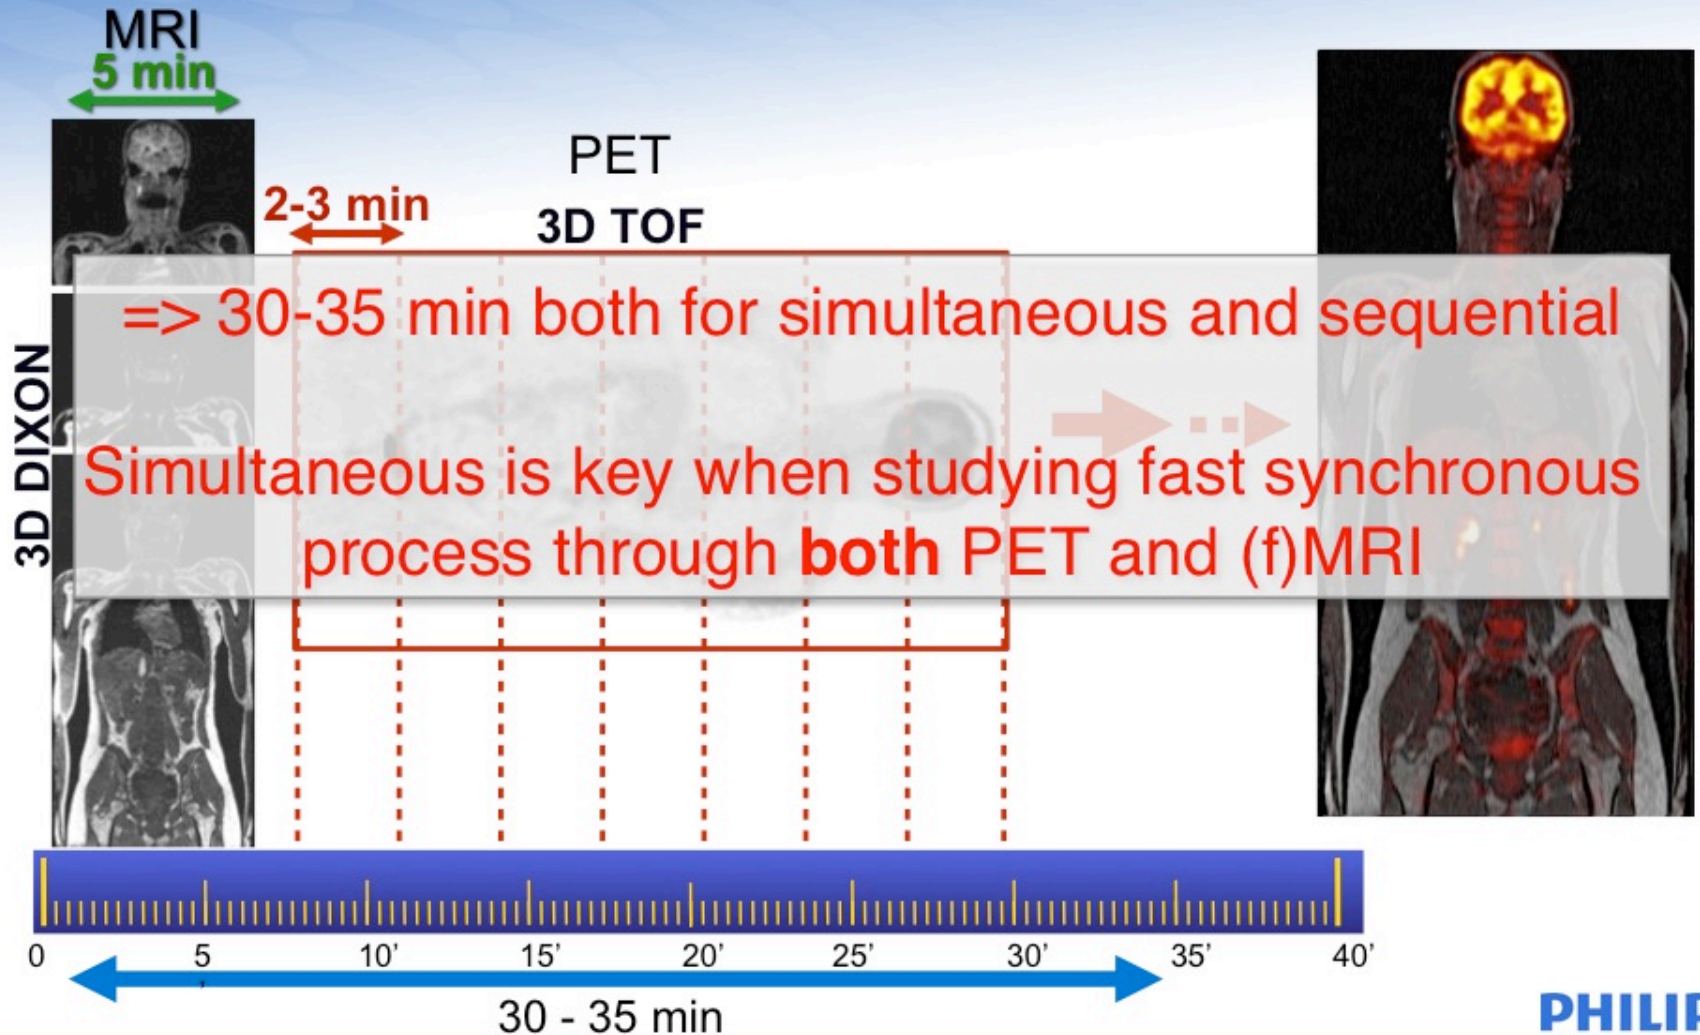 MRI
5 min
PET
2-3 min
3D TOF
3D DIXON
=> 30-35 min both for simultaneous and sequential
Simultaneous is key when studying fast synchronous
process through both PET and (f)MRI
0 5 10’ 15’ 20’ 25’ 30’ 35’ 40’
30 - 35 min
PHILIP